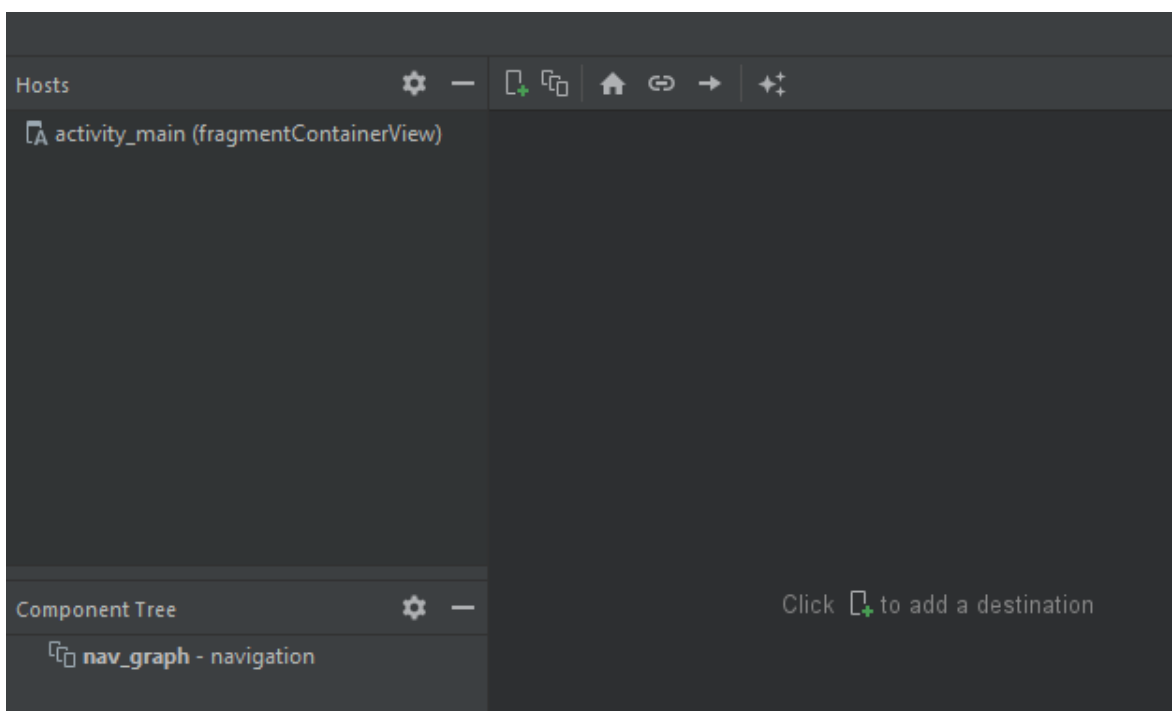 Hosts
activity_main (fragmentContainerView)
Component Tree
nav_graph - navigation
Click to add a destination